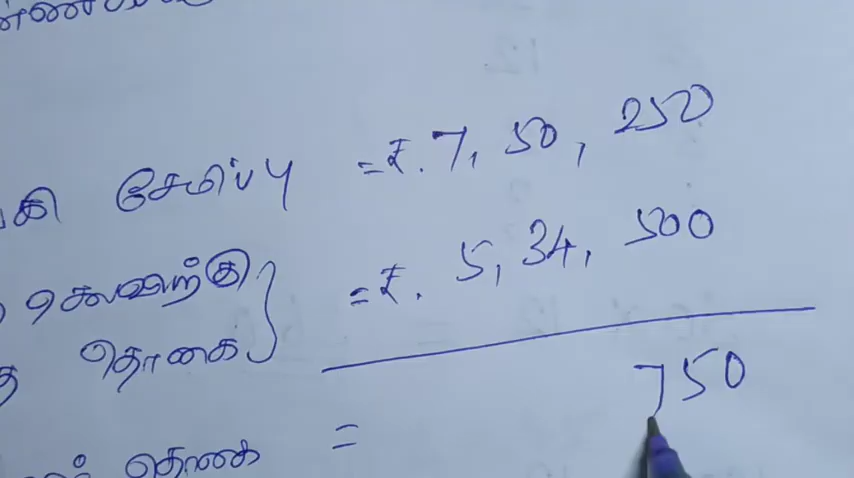 சேமிப்பு = ₹. 7, 50, 250
செலவிற்கு
தொகை = ₹. 5, 34, 500
தொகை = 750